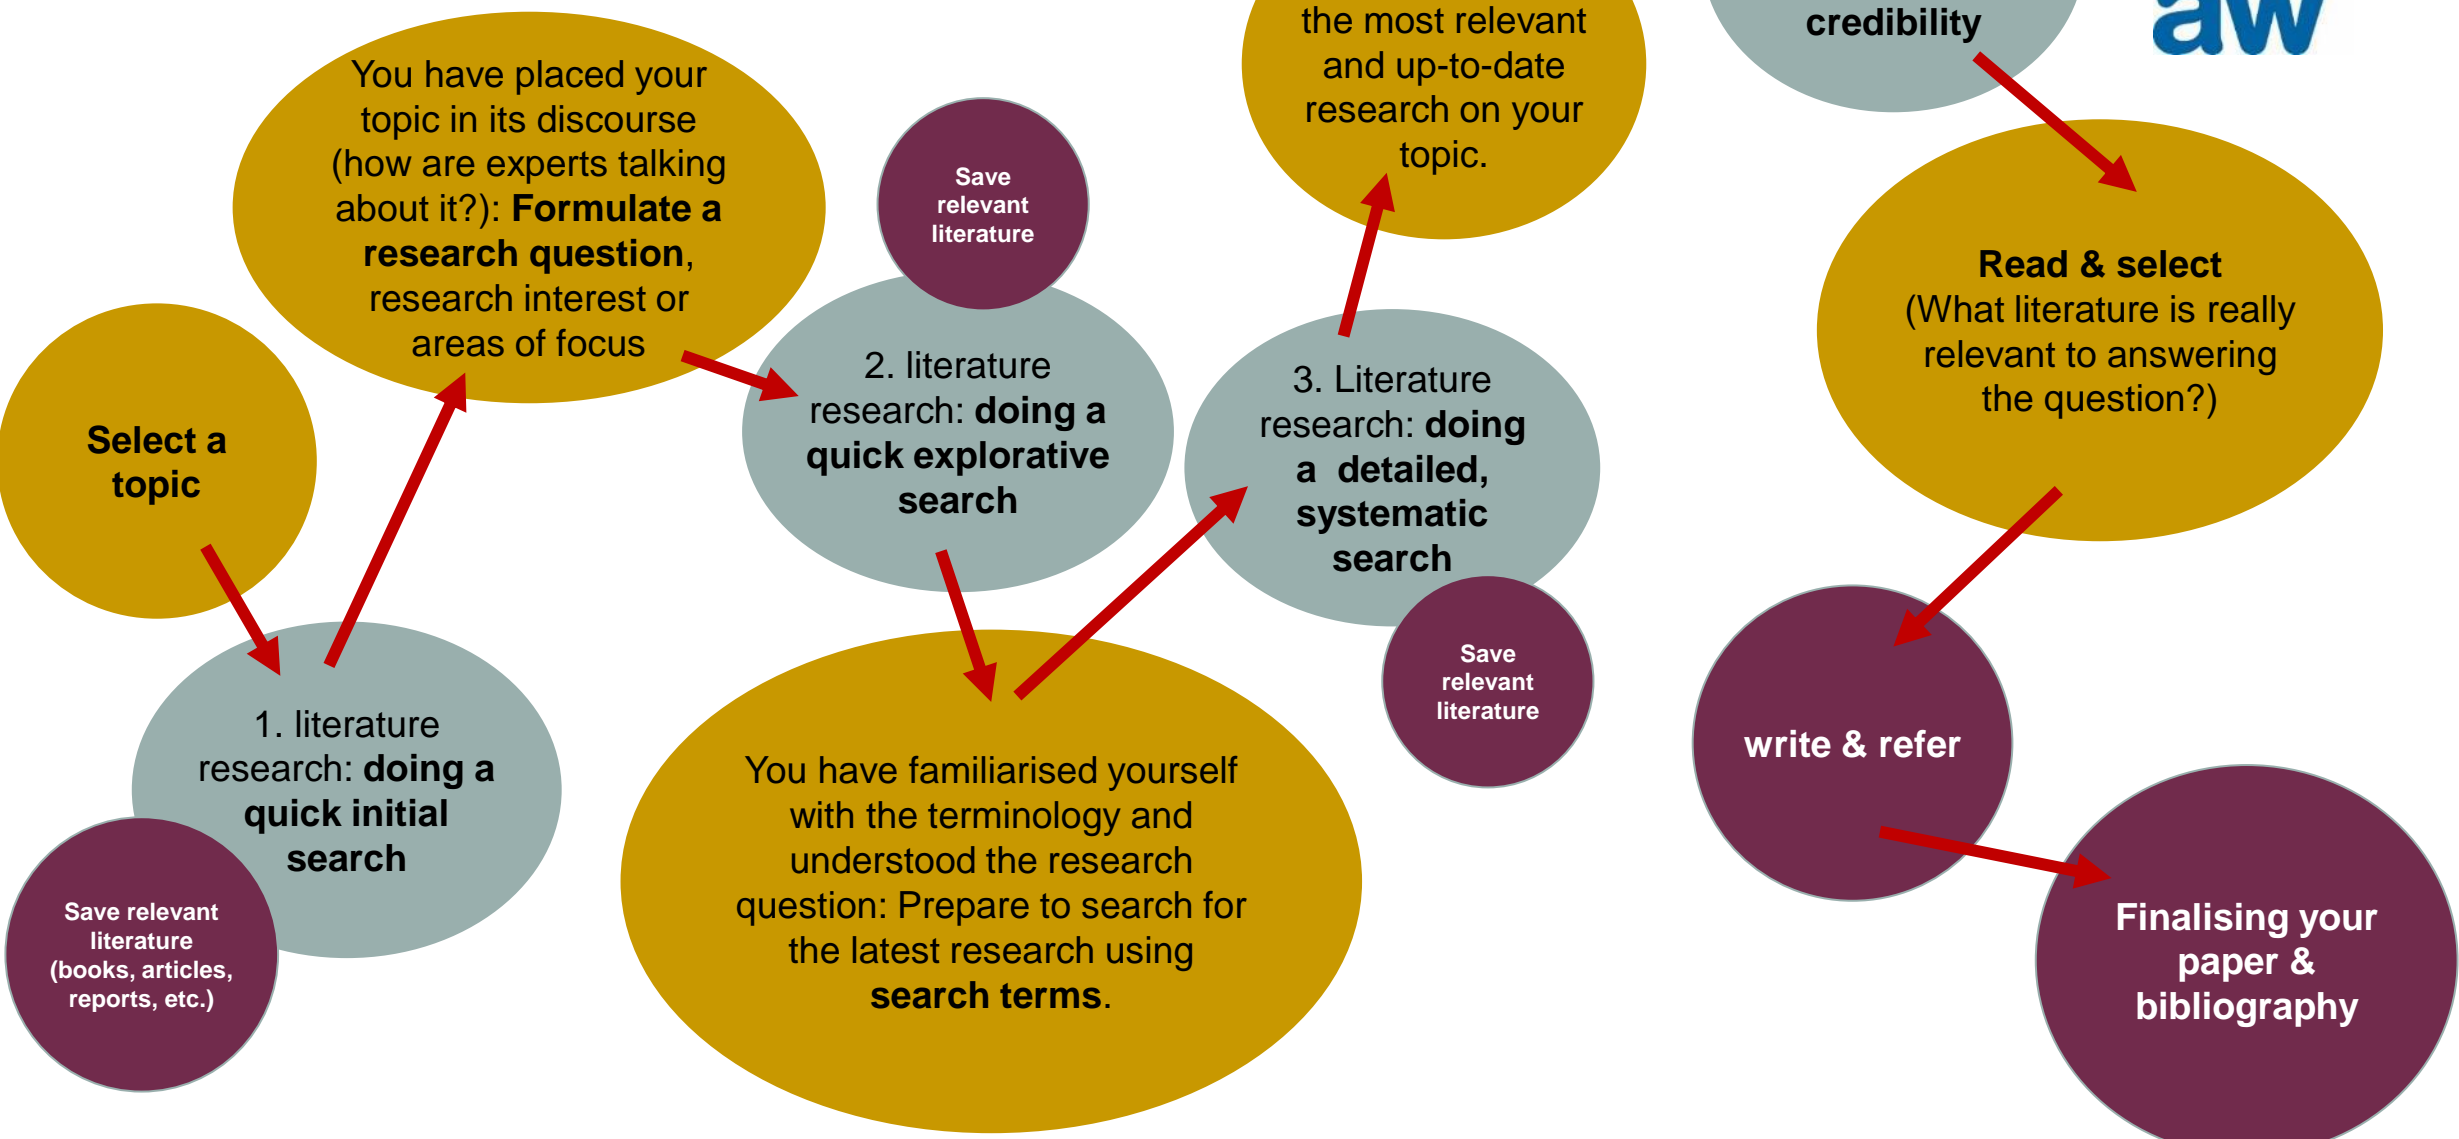 Select a
topic
1. literature
research: doing a
quick initial
search
Save relevant
literature
(books, articles,
reports, etc.)
You have placed your
topic in its discourse
(how are experts talking
about it?): Formulate a
research question,
research interest or
areas of focus
2. literature
research: doing a
quick explorative
search
Save
relevant
literature
You have familiarised yourself
with the terminology and
understood the research
question: Prepare to search for
the latest research using
search terms.
3. Literature
research: doing
a  detailed,
systematic
search
Save
relevant
literature
the most relevant
and up-to-date
research on your
topic.
credibility
aw
Read & select
(What literature is really
relevant to answering
the question?)
write & refer
Finalising your
paper &
bibliography